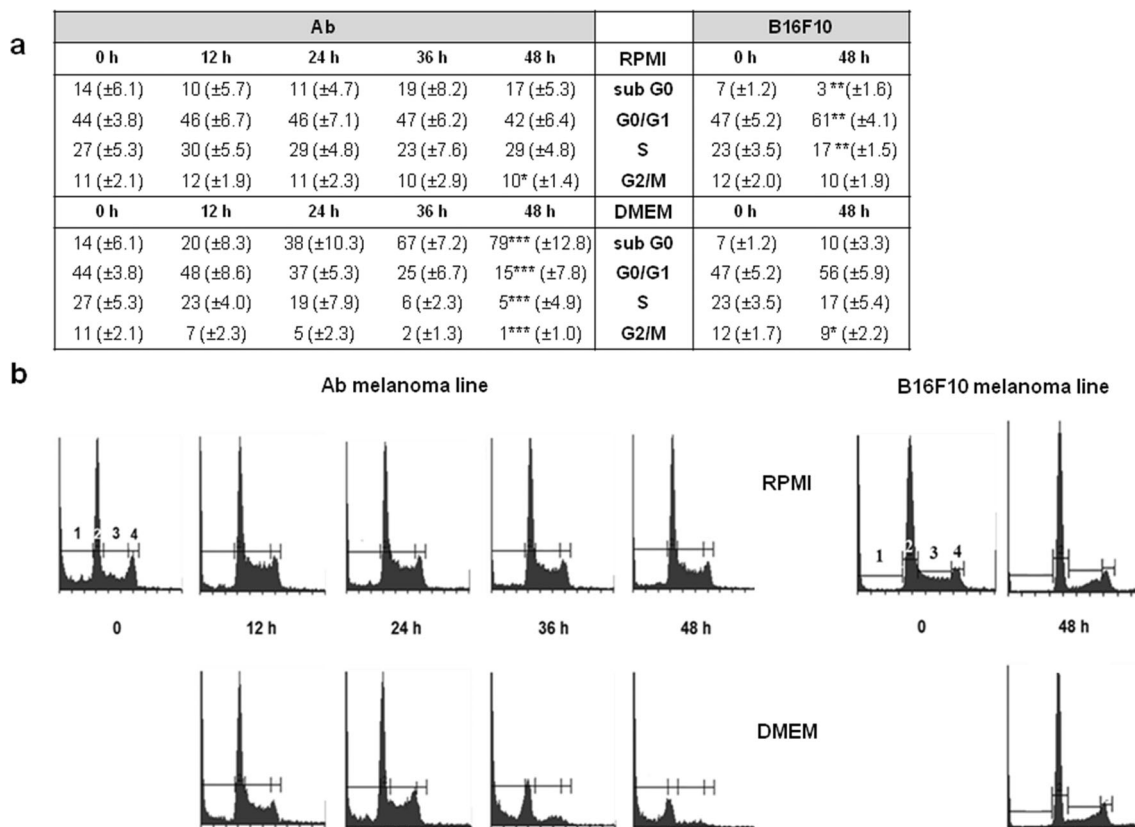 a
Ab B16F10
0 h 12 h 24 h 36 h 48 h RPMI 0 h 48 h
14 (±6.1) 10 (±5.7) 11 (±4.7) 19 (±8.2) 17 (±5.3) sub G0 7 (±1.2) 3 **(±1.6)
44 (±3.8) 46 (±6.7) 46 (±7.1) 47 (±6.2) 42 (±6.4) G0/G1 47 (±5.2) 61** (±4.1)
27 (±5.3) 30 (±5.5) 29 (±4.8) 23 (±7.6) 29 (±4.8) S 23 (±3.5) 17 **(±1.5)
11 (±2.1) 12 (±1.9) 11 (±2.3) 10 (±2.9) 10* (±1.4) G2/M 12 (±2.0) 10 (±1.9)
0 h 12 h 24 h 36 h 48 h DMEM 0 h 48 h
14 (±6.1) 20 (±8.3) 38 (±10.3) 67 (±7.2) 79*** (±12.8) sub G0 7 (±1.2) 10 (±3.3)
44 (±3.8) 48 (±8.6) 37 (±5.3) 25 (±6.7) 15*** (±7.8) G0/G1 47 (±5.2) 56 (±5.9)
27 (±5.3) 23 (±4.0) 19 (±7.9) 6 (±2.3) 5*** (±4.9) S 23 (±3.5) 17 (±5.4)
11 (±2.1) 7 (±2.3) 5 (±2.3) 2 (±1.3) 1*** (±1.0) G2/M 12 (±1.7) 9* (±2.2)
b
Ab melanoma line B16F10 melanoma line
RPMI
1 2 3 4 1 2 3 4
0 12 h 24 h 36 h 48 h 0 48 h
DMEM